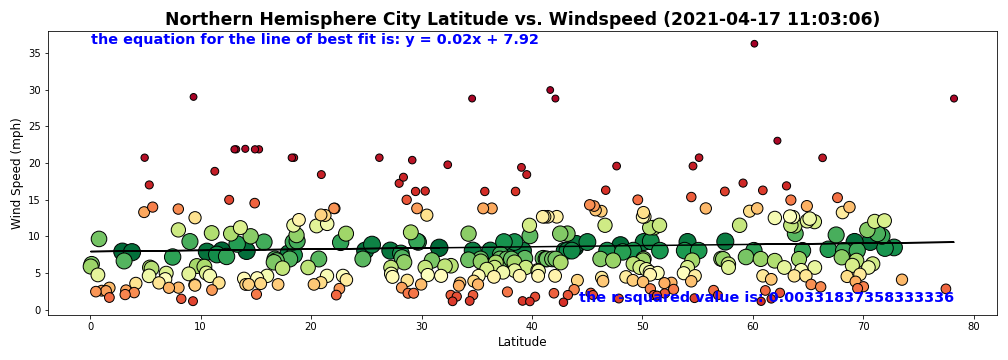 Northern Hemisphere City Latitude vs. Windspeed (2021-04-17 11:03:06)
the equation for the line of best fit is: y = 0.02x + 7.92
35
30
25
20
15
10
5
0
Wind Speed (mph)
the r-squared value is: 0.00331837358333336
0 10 20 30 40 50 60 70 80
Latitude